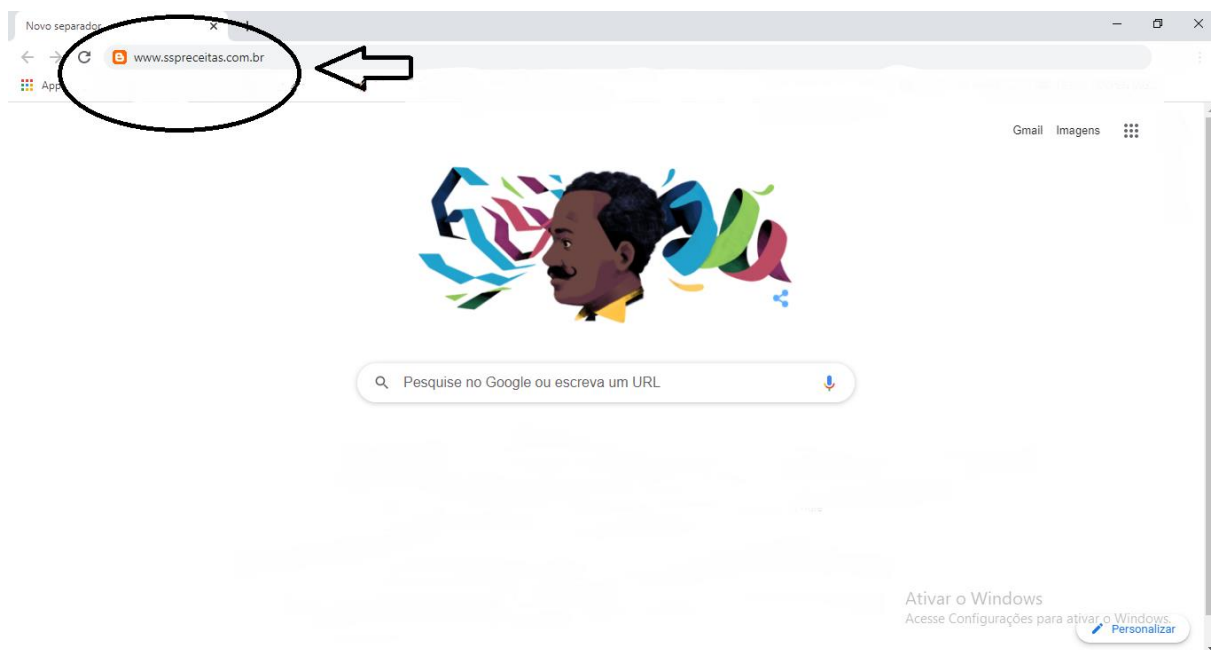 Novo separador
www.sspreceitas.com.br
App
Gmail Imagens
Pesquise no Google ou escreva um URL
Ativar o Windows
Acesse Configurações para ativar o Windows.
Personalizar